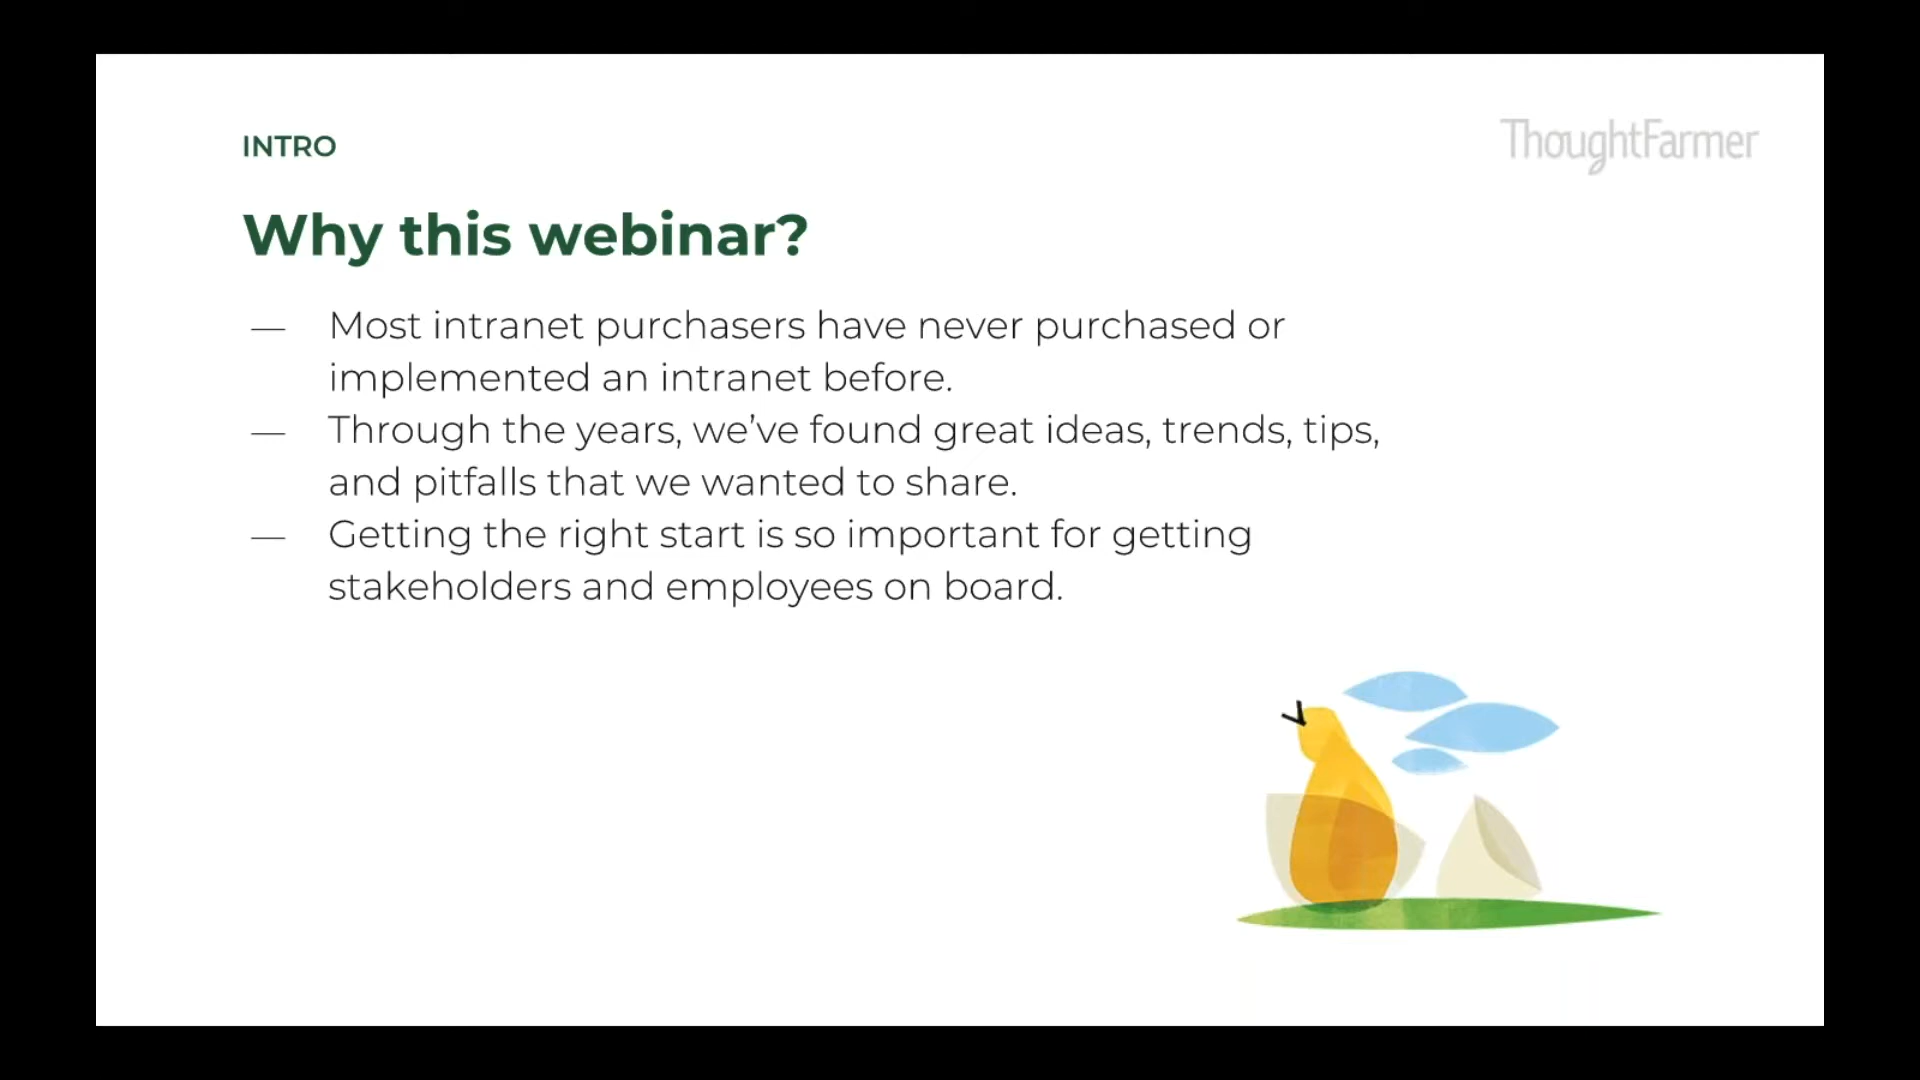 INTRO
ThoughtFarmer
Why this webinar?
— Most intranet purchasers have never purchased or
implemented an intranet before.
— Through the years, we’ve found great ideas, trends, tips,
and pitfalls that we wanted to share.
— Getting the right start is so important for getting
stakeholders and employees on board.